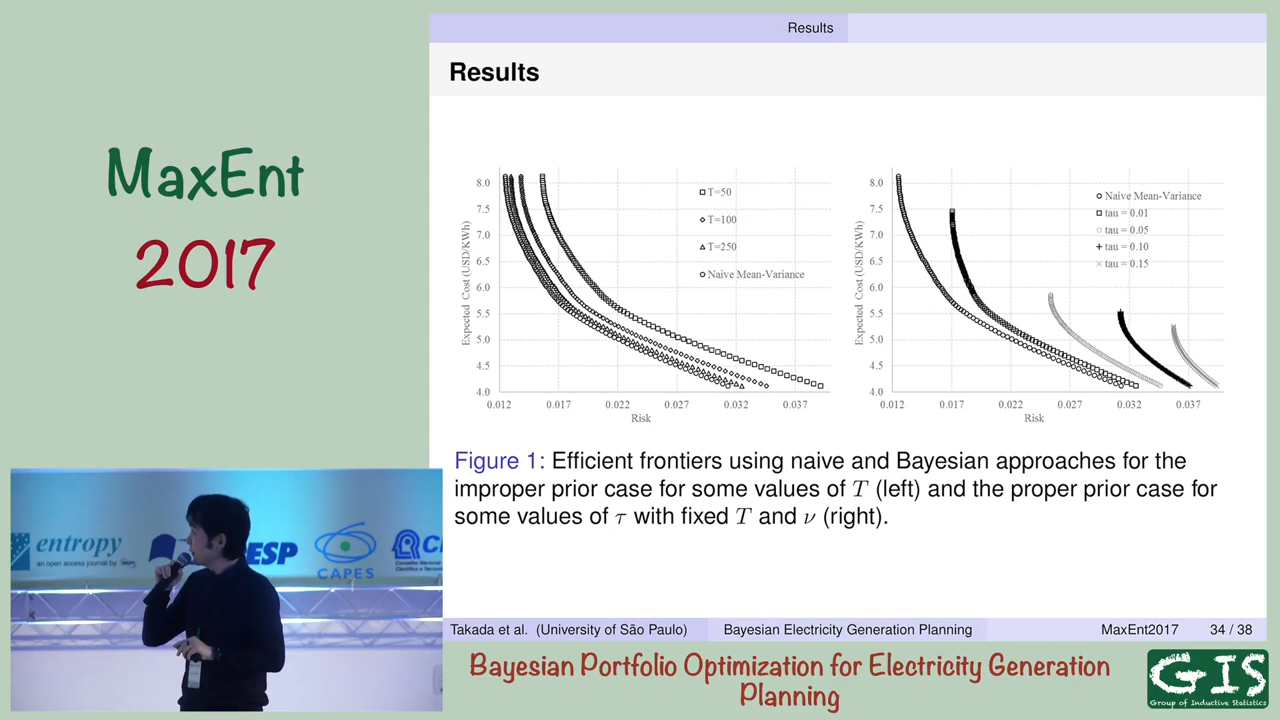 Results
Results
MaxEnt
2017
8.0
7.5
7.0
6.5
6.0
5.5
5.0
4.5
4.0
Expected Cost (USD/KWh)
0.012 0.017 0.022 0.027 0.032 0.037
Risk
T=50
T=100
T=250
Naive Mean-Variance
8.0
7.5
7.0
6.5
6.0
5.5
5.0
4.5
4.0
Expected Cost (USD/KWh)
0.012 0.017 0.022 0.027 0.032 0.037
Risk
Naive Mean-Variance
tau = 0.01
tau = 0.05
tau = 0.10
tau = 0.15
Figure 1: Efficient frontiers using naive and Bayesian approaches for the
improper prior case for some values of T (left) and the proper prior case for
some values of τ with fixed T and ν (right).
entropy
an open access journal by
ESP
CAPES
Takada et al. (University of São Paulo) Bayesian Electricity Generation Planning MaxEnt2017 34 / 38
Bayesian Portfolio Optimization for Electricity Generation
Planning
GIS
Group of Inductive Statistics